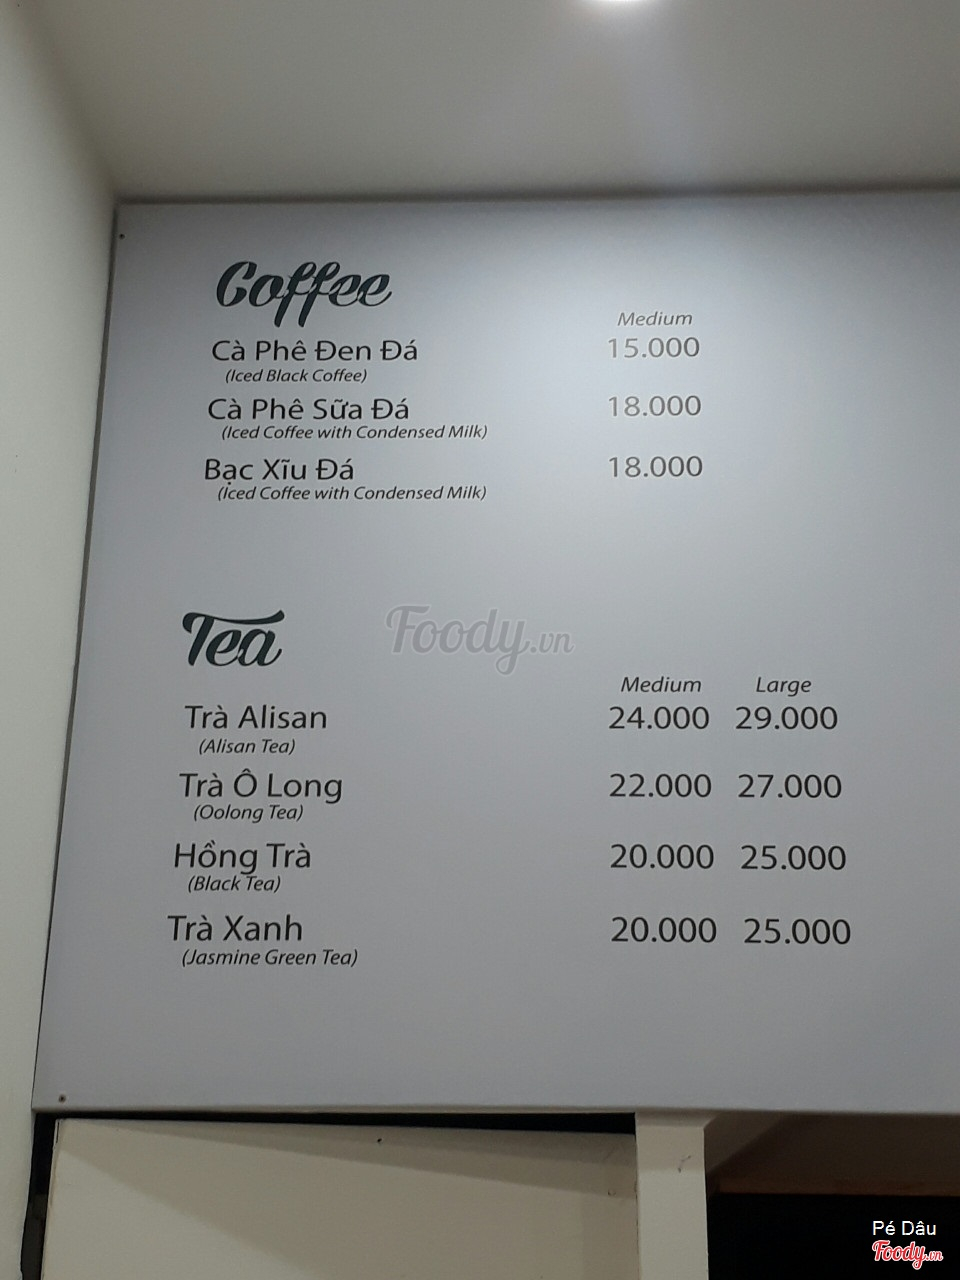 Coffee
Medium
Cà Phê Đen Đá 15.000
(Iced Black Coffee)
Cà Phê Sữa Đá 18.000
(Iced Coffee with Condensed Milk)
Bạc Xĩu Đá 18.000
(Iced Coffee with Condensed Milk)
Tea
Foody.vn
Medium Large
Trà Alisan 24.000 29.000
(Alisan Tea)
Trà Ô Long 22.000 27.000
(Oolong Tea)
Hồng Trà 20.000 25.000
(Black Tea)
Trà Xanh 20.000 25.000
(Jasmine Green Tea)
Pé Dâu
Foody.vn